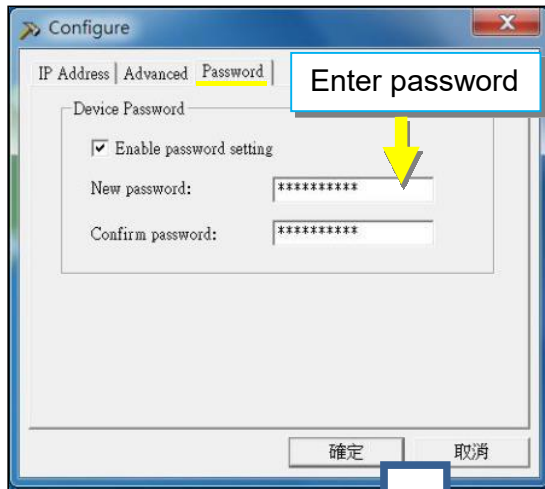 Configure
IP Address Advanced Password
Enter password
Device Password
Enable password setting
New password: **********
Confirm password: **********
確定 取消